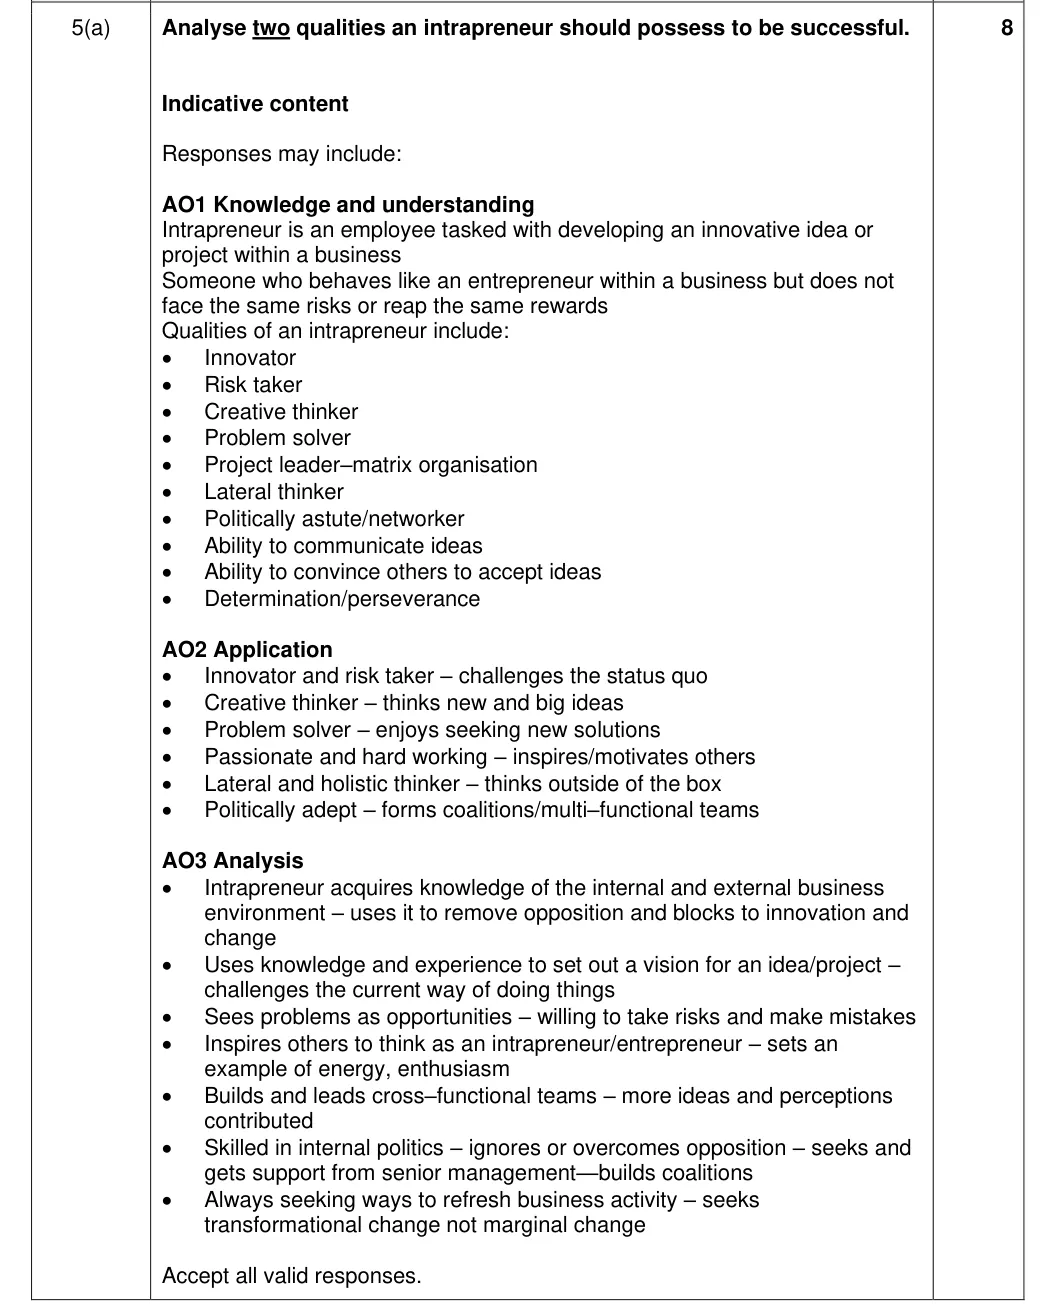 5(a) Analyse two qualities an intrapreneur should possess to be successful. 8
Indicative content
Responses may include:
AO1 Knowledge and understanding
Intrapreneur is an employee tasked with developing an innovative idea or
project within a business
Someone who behaves like an entrepreneur within a business but does not
face the same risks or reap the same rewards
Qualities of an intrapreneur include:
• Innovator
• Risk taker
• Creative thinker
• Problem solver
• Project leader–matrix organisation
• Lateral thinker
• Politically astute/networker
• Ability to communicate ideas
• Ability to convince others to accept ideas
• Determination/perseverance
AO2 Application
• Innovator and risk taker – challenges the status quo
• Creative thinker – thinks new and big ideas
• Problem solver – enjoys seeking new solutions
• Passionate and hard working – inspires/motivates others
• Lateral and holistic thinker – thinks outside of the box
• Politically adept – forms coalitions/multi–functional teams
AO3 Analysis
• Intrapreneur acquires knowledge of the internal and external business
environment – uses it to remove opposition and blocks to innovation and
change
• Uses knowledge and experience to set out a vision for an idea/project –
challenges the current way of doing things
• Sees problems as opportunities – willing to take risks and make mistakes
• Inspires others to think as an intrapreneur/entrepreneur – sets an
example of energy, enthusiasm
• Builds and leads cross–functional teams – more ideas and perceptions
contributed
• Skilled in internal politics – ignores or overcomes opposition – seeks and
gets support from senior management—builds coalitions
• Always seeking ways to refresh business activity – seeks
transformational change not marginal change
Accept all valid responses.